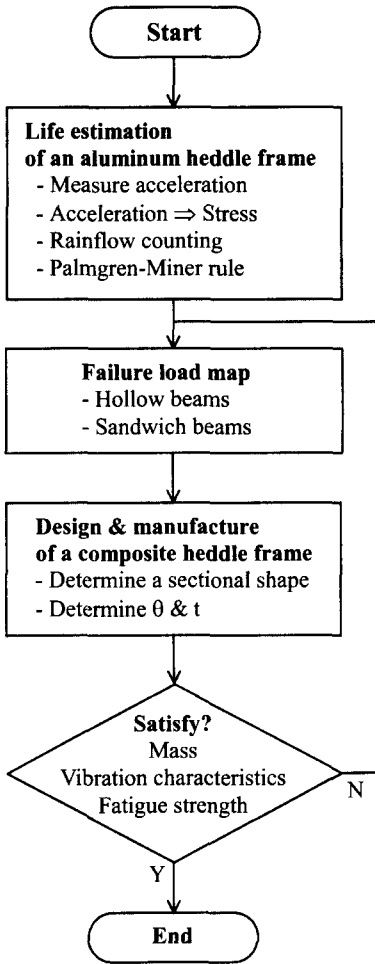 Start
Life estimation
of an aluminum heddle frame
- Measure acceleration
- Acceleration ⇒ Stress
- Rainflow counting
- Palmgren-Miner rule
Failure load map
- Hollow beams
- Sandwich beams
Design & manufacture
of a composite heddle frame
- Determine a sectional shape
- Determine θ & t
Satisfy?
Mass
Vibration characteristics
Fatigue strength
N
Y
End